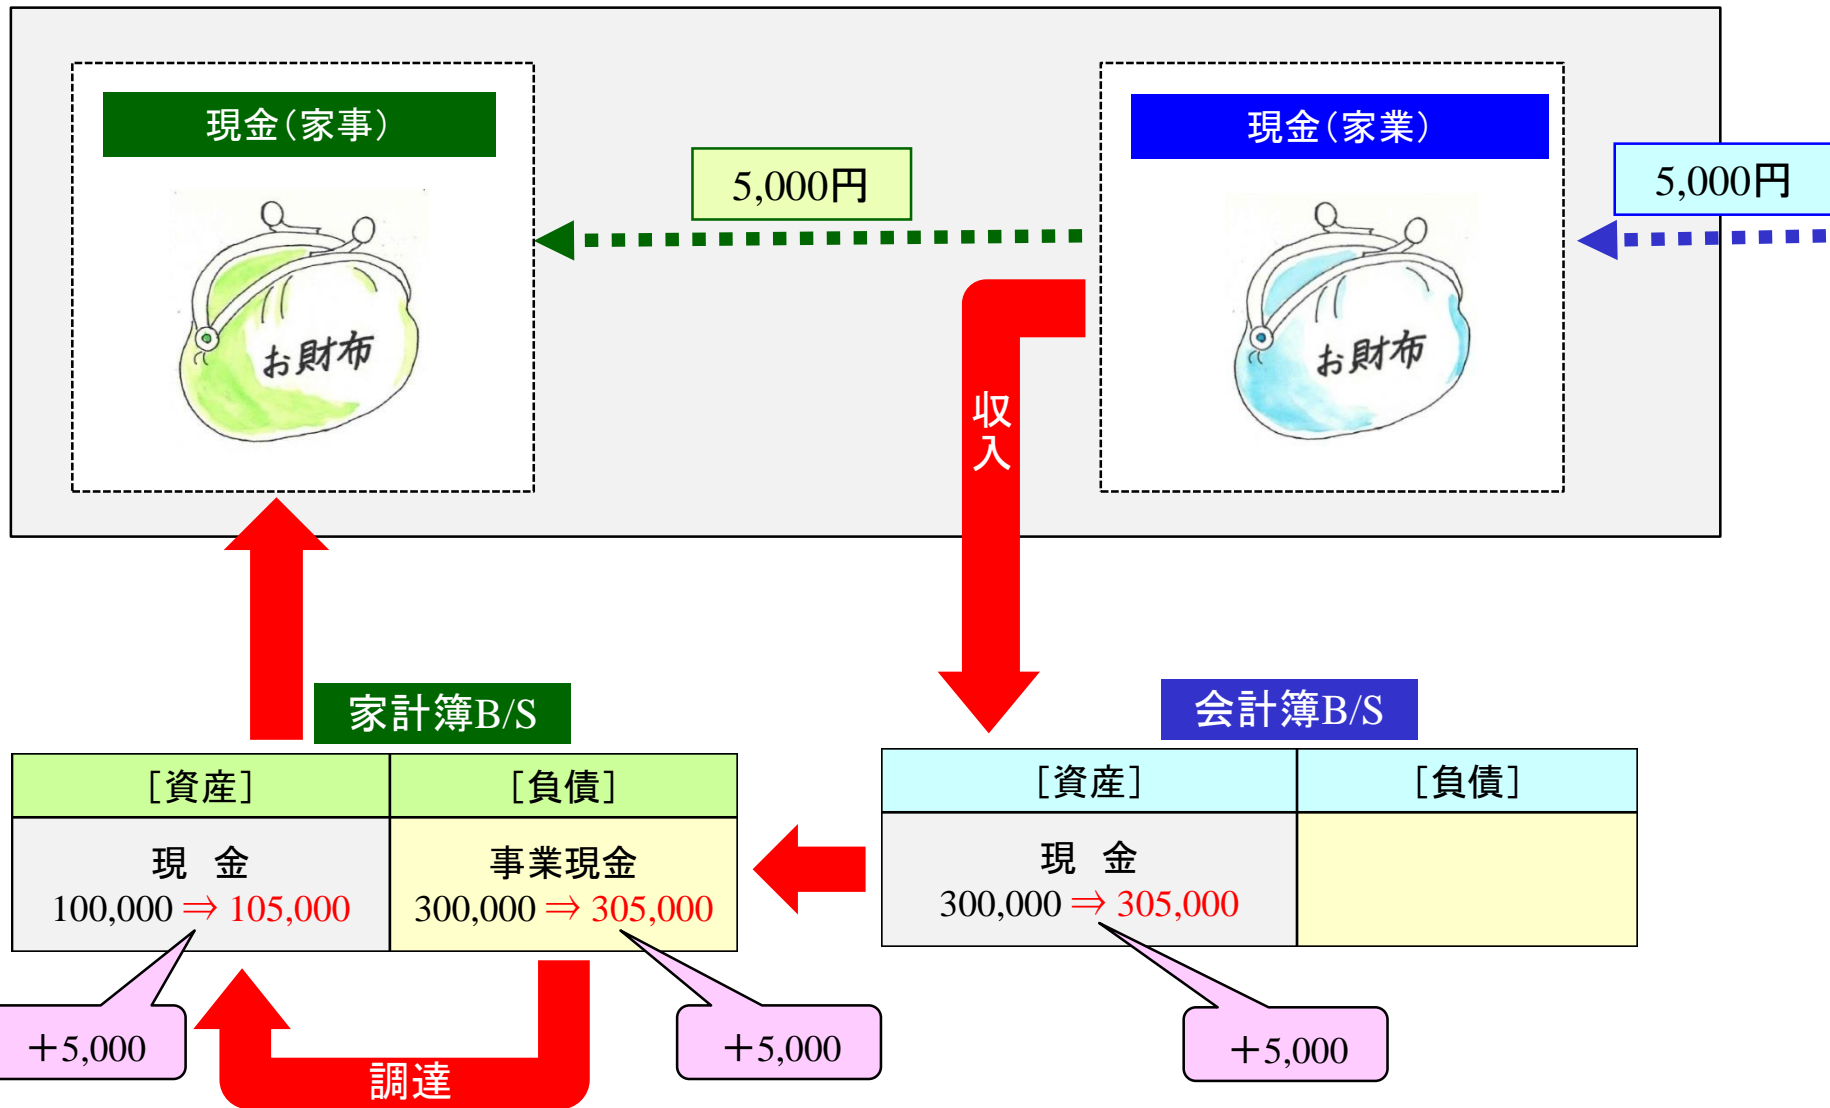 現金（家事）
現金（家業）
5,000円
5,000円
お財布
お財布
収入
家計簿B/S
会計簿B/S
［資産］
［負債］
［資産］
［負債］
現　金
100,000 ⇒ 105,000
事業現金
300,000 ⇒ 305,000
現　金
300,000 ⇒ 305,000
＋5,000
＋5,000
＋5,000
調達